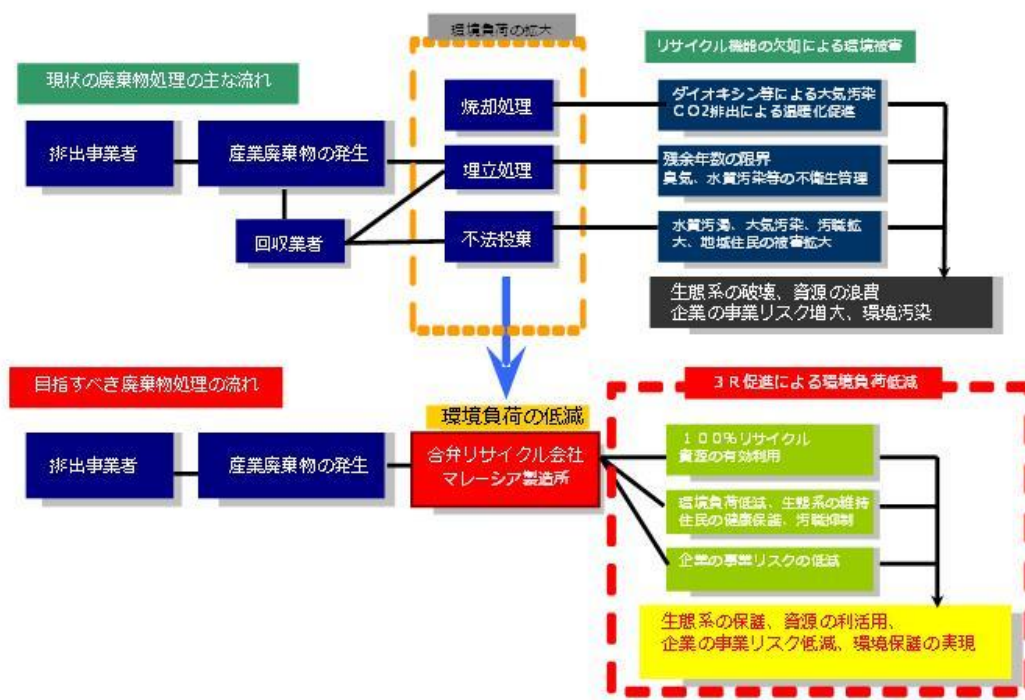 環境負荷の拡大
リサイクル機能の欠如による環境被害
現状の廃棄物処理の主な流れ
焼却処理
ダイオキシン等による大気汚染
CO2排出による温暖化促進
排出事業者
産業廃棄物の発生
埋立処理
残余年数の限界
臭気、水質汚染等の不衛生管理
回収業者
不法投棄
水質汚濁、大気汚染、汚職拡
大、地域住民の被害拡大
生態系の破壊、資源の浪費
企業の事業リスク増大、環境汚染
目指すべき廃棄物処理の流れ
3R促進による環境負荷低減
環境負荷の低減
排出事業者
産業廃棄物の発生
合弁リサイクル会社
マレーシア製造所
100%リサイクル
資源の有効利用
環境負荷低減、生態系の維持
住民の健康保護、汚職抑制
企業の事業リスクの低減
生態系の保護、資源の利活用、
企業の事業リスク低減、環境保護の実現